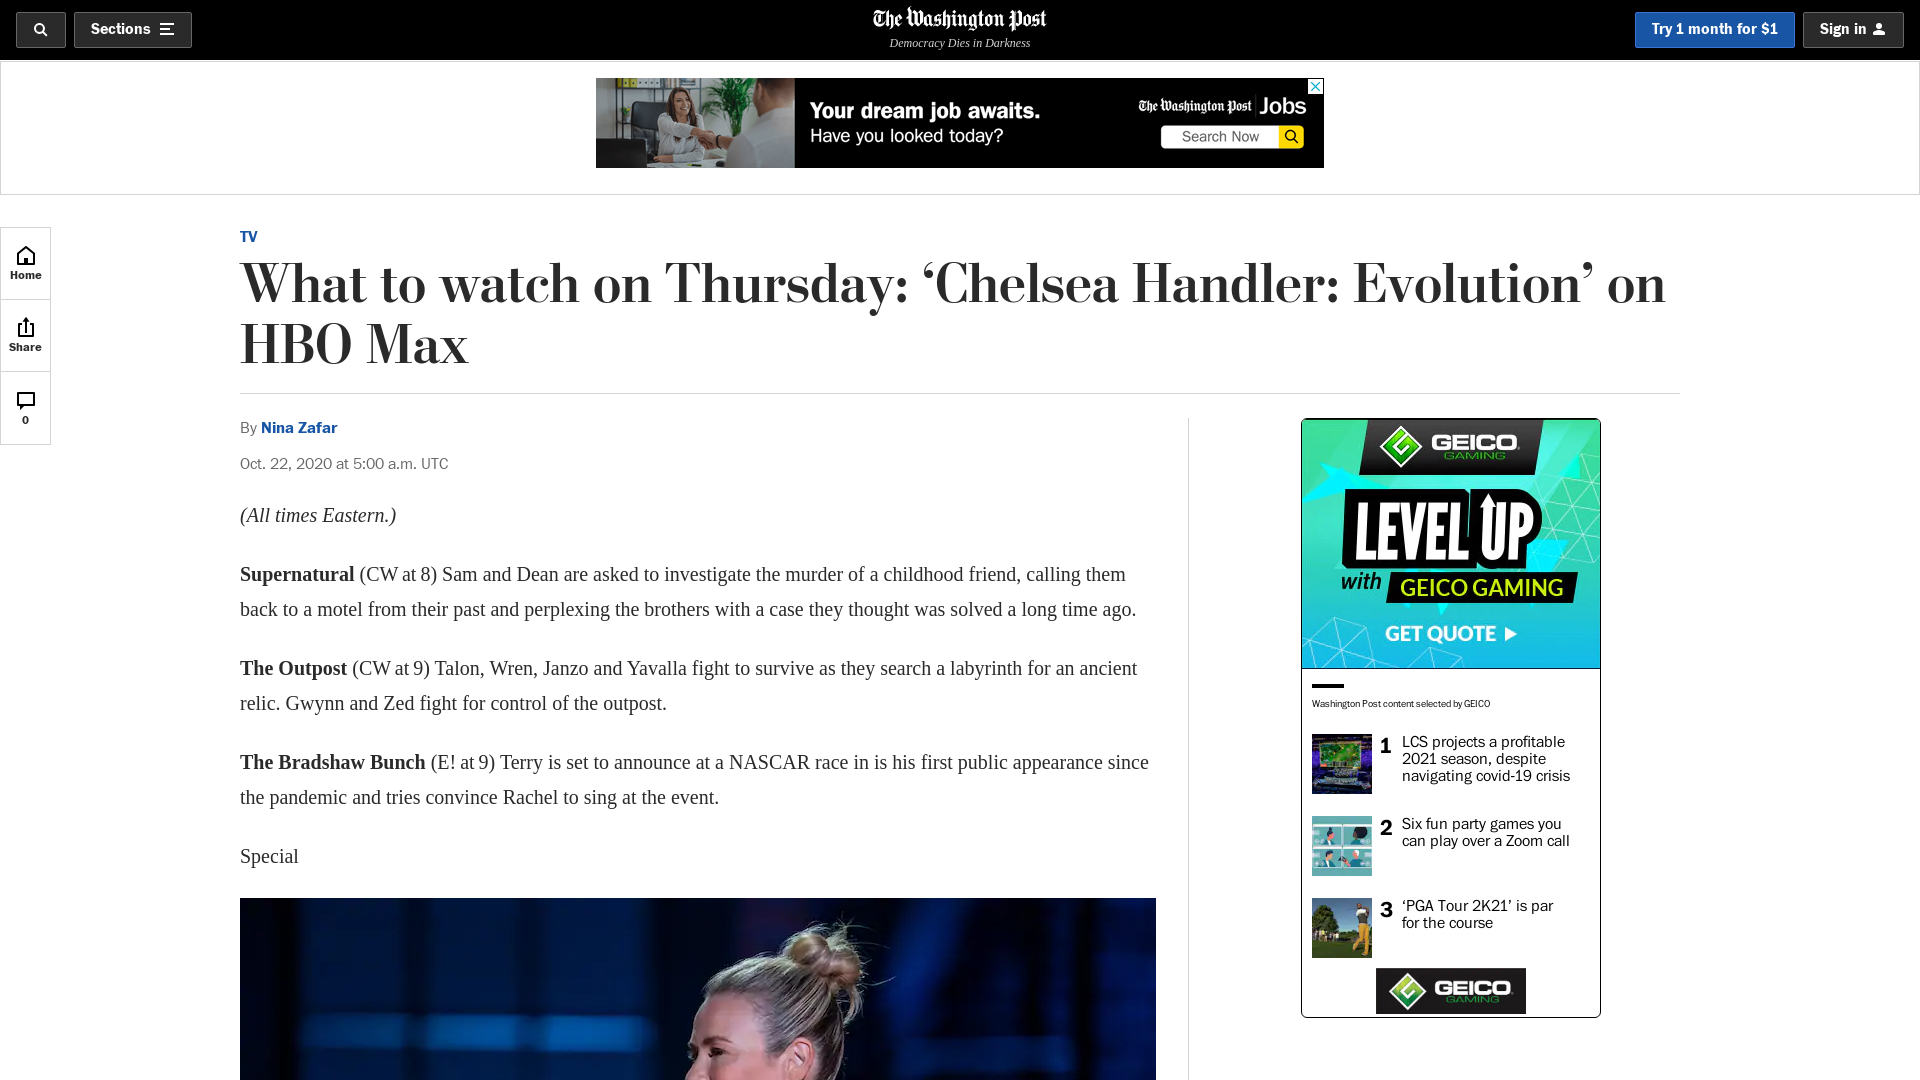 Sections
The Washington Post
Democracy Dies in Darkness
Try 1 month for $1
Sign in
Your dream job awaits.
Have you looked today?
The Washington Post Jobs
Search Now
Home
Share
0
TV
What to watch on Thursday: ‘Chelsea Handler: Evolution’ on
HBO Max
By Nina Zafar
Oct. 22, 2020 at 5:00 a.m. UTC
(All times Eastern.)
Supernatural (CW at 8) Sam and Dean are asked to investigate the murder of a childhood friend, calling them
back to a motel from their past and perplexing the brothers with a case they thought was solved a long time ago.
The Outpost (CW at 9) Talon, Wren, Janzo and Yavalla fight to survive as they search a labyrinth for an ancient
relic. Gwynn and Zed fight for control of the outpost.
The Bradshaw Bunch (E! at 9) Terry is set to announce at a NASCAR race in is his first public appearance since
the pandemic and tries convince Rachel to sing at the event.
Special
GEICO
GAMING
LEVEL UP
with GEICO GAMING
GET QUOTE
Washington Post content selected by GEICO
1 LCS projects a profitable
2021 season, despite
navigating covid-19 crisis
2 Six fun party games you
can play over a Zoom call
3 ‘PGA Tour 2K21’ is par
for the course
GEICO
GAMING